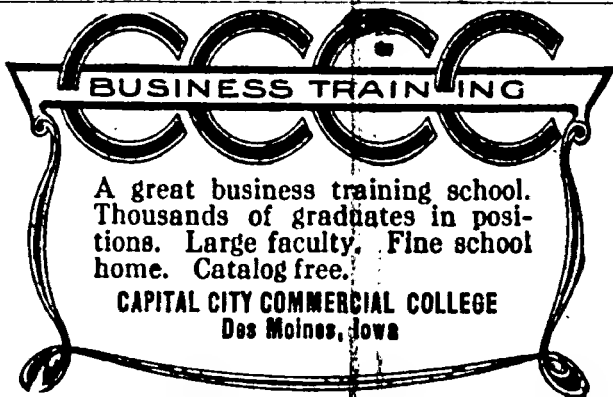 CCCC
BUSINESS TRAINING
A great business training school.
Thousands of graduates in posi-
tions. Large faculty. Fine school
home. Catalog free.
CAPITAL CITY COMMERCIAL COLLEGE
Des Moines, Iowa